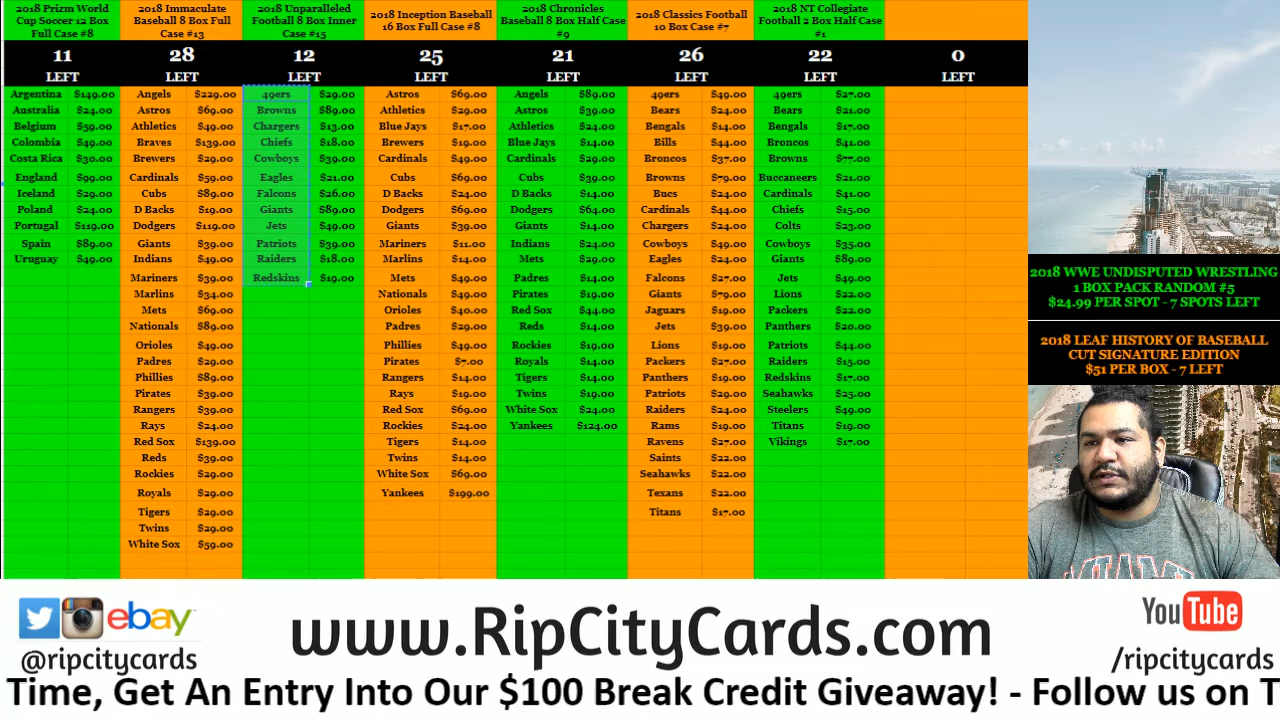 2018 Prizm World Cup Soccer 12 Box Full Case #8
11
LEFT
Argentina $149.00
Australia $24.00
Belgium $59.00
Colombia $49.00
Costa Rica $30.00
England $99.00
Iceland $29.00
Poland $24.00
Portugal $119.00
Spain $89.00
Uruguay $49.00
2018 Immaculate Baseball 8 Box Full Case #13
28
LEFT
Angels $229.00
Astros $69.00
Athletics $49.00
Braves $139.00
Brewers $29.00
Cardinals $59.00
Cubs $89.00
D Backs $19.00
Dodgers $119.00
Giants $39.00
Indians $49.00
Mariners $39.00
Marlins $34.00
Mets $69.00
Nationals $89.00
Orioles $49.00
Padres $29.00
Phillies $89.00
Pirates $39.00
Rangers $39.00
Rays $24.00
Red Sox $139.00
Reds $39.00
Rockies $29.00
Royals $29.00
Tigers $29.00
Twins $29.00
White Sox $59.00
2018 Unparalleled Football 8 Box Inner Case #15
12
LEFT
49ers $29.00
Browns $89.00
Chargers $13.00
Chiefs $18.00
Cowboys $39.00
Eagles $21.00
Falcons $26.00
Giants $89.00
Jets $49.00
Patriots $39.00
Raiders $18.00
Redskins $19.00
2018 Inception Baseball 16 Box Full Case #8
25
LEFT
Astros $69.00
Athletics $29.00
Blue Jays $17.00
Brewers $19.00
Cardinals $49.00
Cubs $69.00
D Backs $24.00
Dodgers $69.00
Giants $39.00
Mariners $11.00
Marlins $14.00
Mets $49.00
Nationals $49.00
Orioles $40.00
Padres $29.00
Phillies $49.00
Pirates $7.00
Rangers $14.00
Rays $19.00
Red Sox $69.00
Rockies $24.00
Tigers $14.00
Twins $14.00
White Sox $69.00
Yankees $199.00
2018 Chronicles Baseball 8 Box Half Case #9
21
LEFT
Angels $89.00
Astros $39.00
Athletics $24.00
Blue Jays $14.00
Cardinals $29.00
Cubs $39.00
D Backs $14.00
Dodgers $64.00
Giants $14.00
Indians $24.00
Mets $29.00
Padres $14.00
Pirates $19.00
Red Sox $44.00
Reds $14.00
Rockies $19.00
Royals $14.00
Tigers $14.00
Twins $19.00
White Sox $24.00
Yankees $124.00
2018 Classics Football 10 Box Case #7
26
LEFT
49ers $49.00
Bears $24.00
Bengals $14.00
Bills $44.00
Broncos $37.00
Browns $79.00
Bucs $24.00
Cardinals $44.00
Chargers $24.00
Cowboys $49.00
Eagles $24.00
Falcons $27.00
Giants $79.00
Jaguars $19.00
Jets $39.00
Lions $19.00
Packers $27.00
Panthers $19.00
Patriots $29.00
Raiders $24.00
Rams $19.00
Ravens $27.00
Saints $22.00
Seahawks $22.00
Texans $22.00
Titans $17.00
2018 NT Collegiate Football 2 Box Half Case #1
22
LEFT
49ers $27.00
Bears $21.00
Bengals $17.00
Broncos $41.00
Browns $77.00
Buccaneers $21.00
Cardinals $41.00
Chiefs $15.00
Colts $23.00
Cowboys $35.00
Giants $89.00
Jets $49.00
Lions $22.00
Packers $22.00
Panthers $20.00
Patriots $44.00
Raiders $15.00
Redskins $17.00
Seahawks $25.00
Steelers $49.00
Titans $19.00
Vikings $17.00
0
LEFT
2018 WWE UNDISPUTED WRESTLING
1 BOX PACK RANDOM #5
$24.99 PER SPOT - 7 SPOTS LEFT
2018 LEAF HISTORY OF BASEBALL
CUT SIGNATURE EDITION
$51 PER BOX - 7 LEFT
MIAMI
ebay
@ripcitycards
www.RipCityCards.com
YouTube
/ripcitycards
Time, Get An Entry Into Our $100 Break Credit Giveaway! - Follow us on T